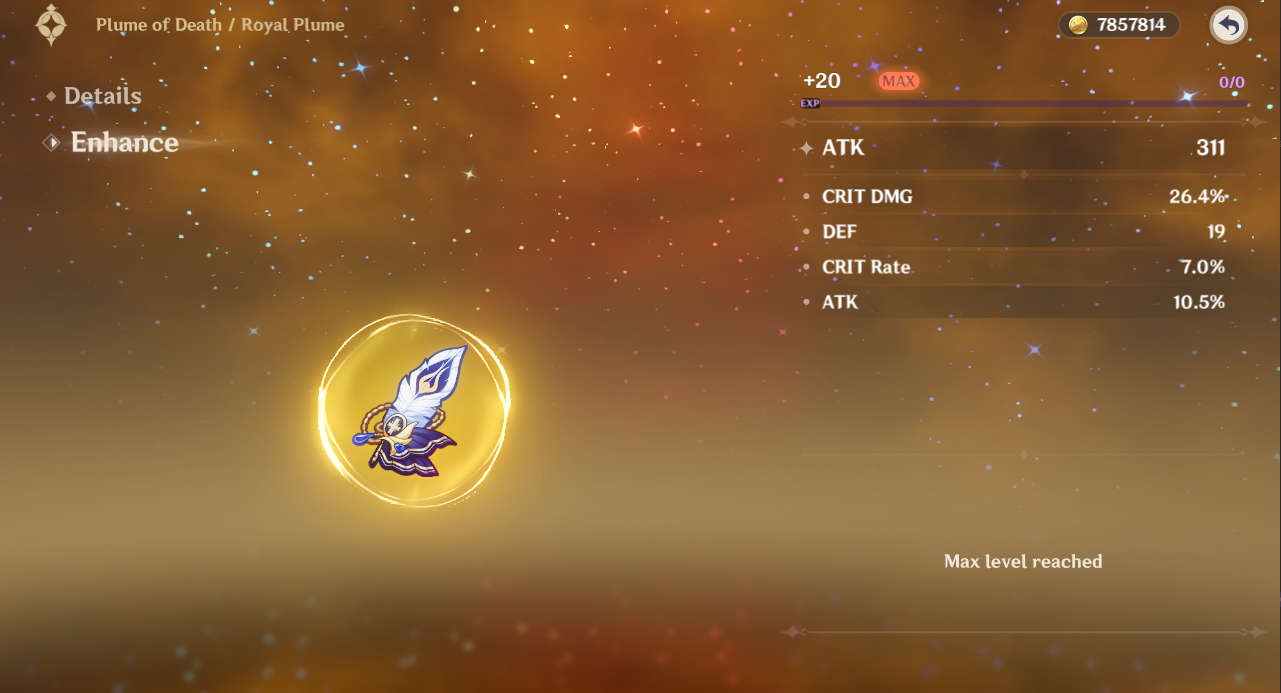 Plume of Death / Royal Plume
7857814
Details
Enhance
+20 MAX 0/0
EXP
ATK 311
CRIT DMG 26.4%
DEF 19
CRIT Rate 7.0%
ATK 10.5%
Max level reached